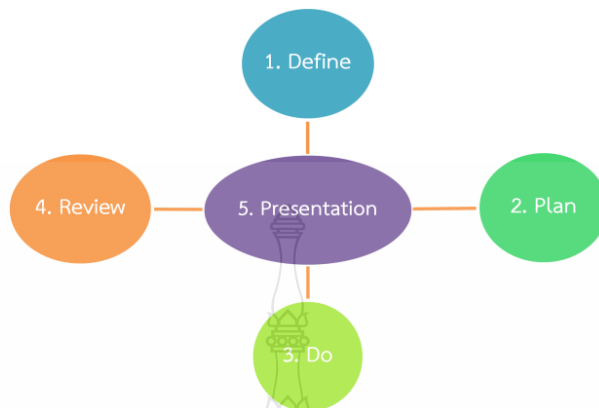 1. Define
2. Plan
3. Do
4. Review
5. Presentation